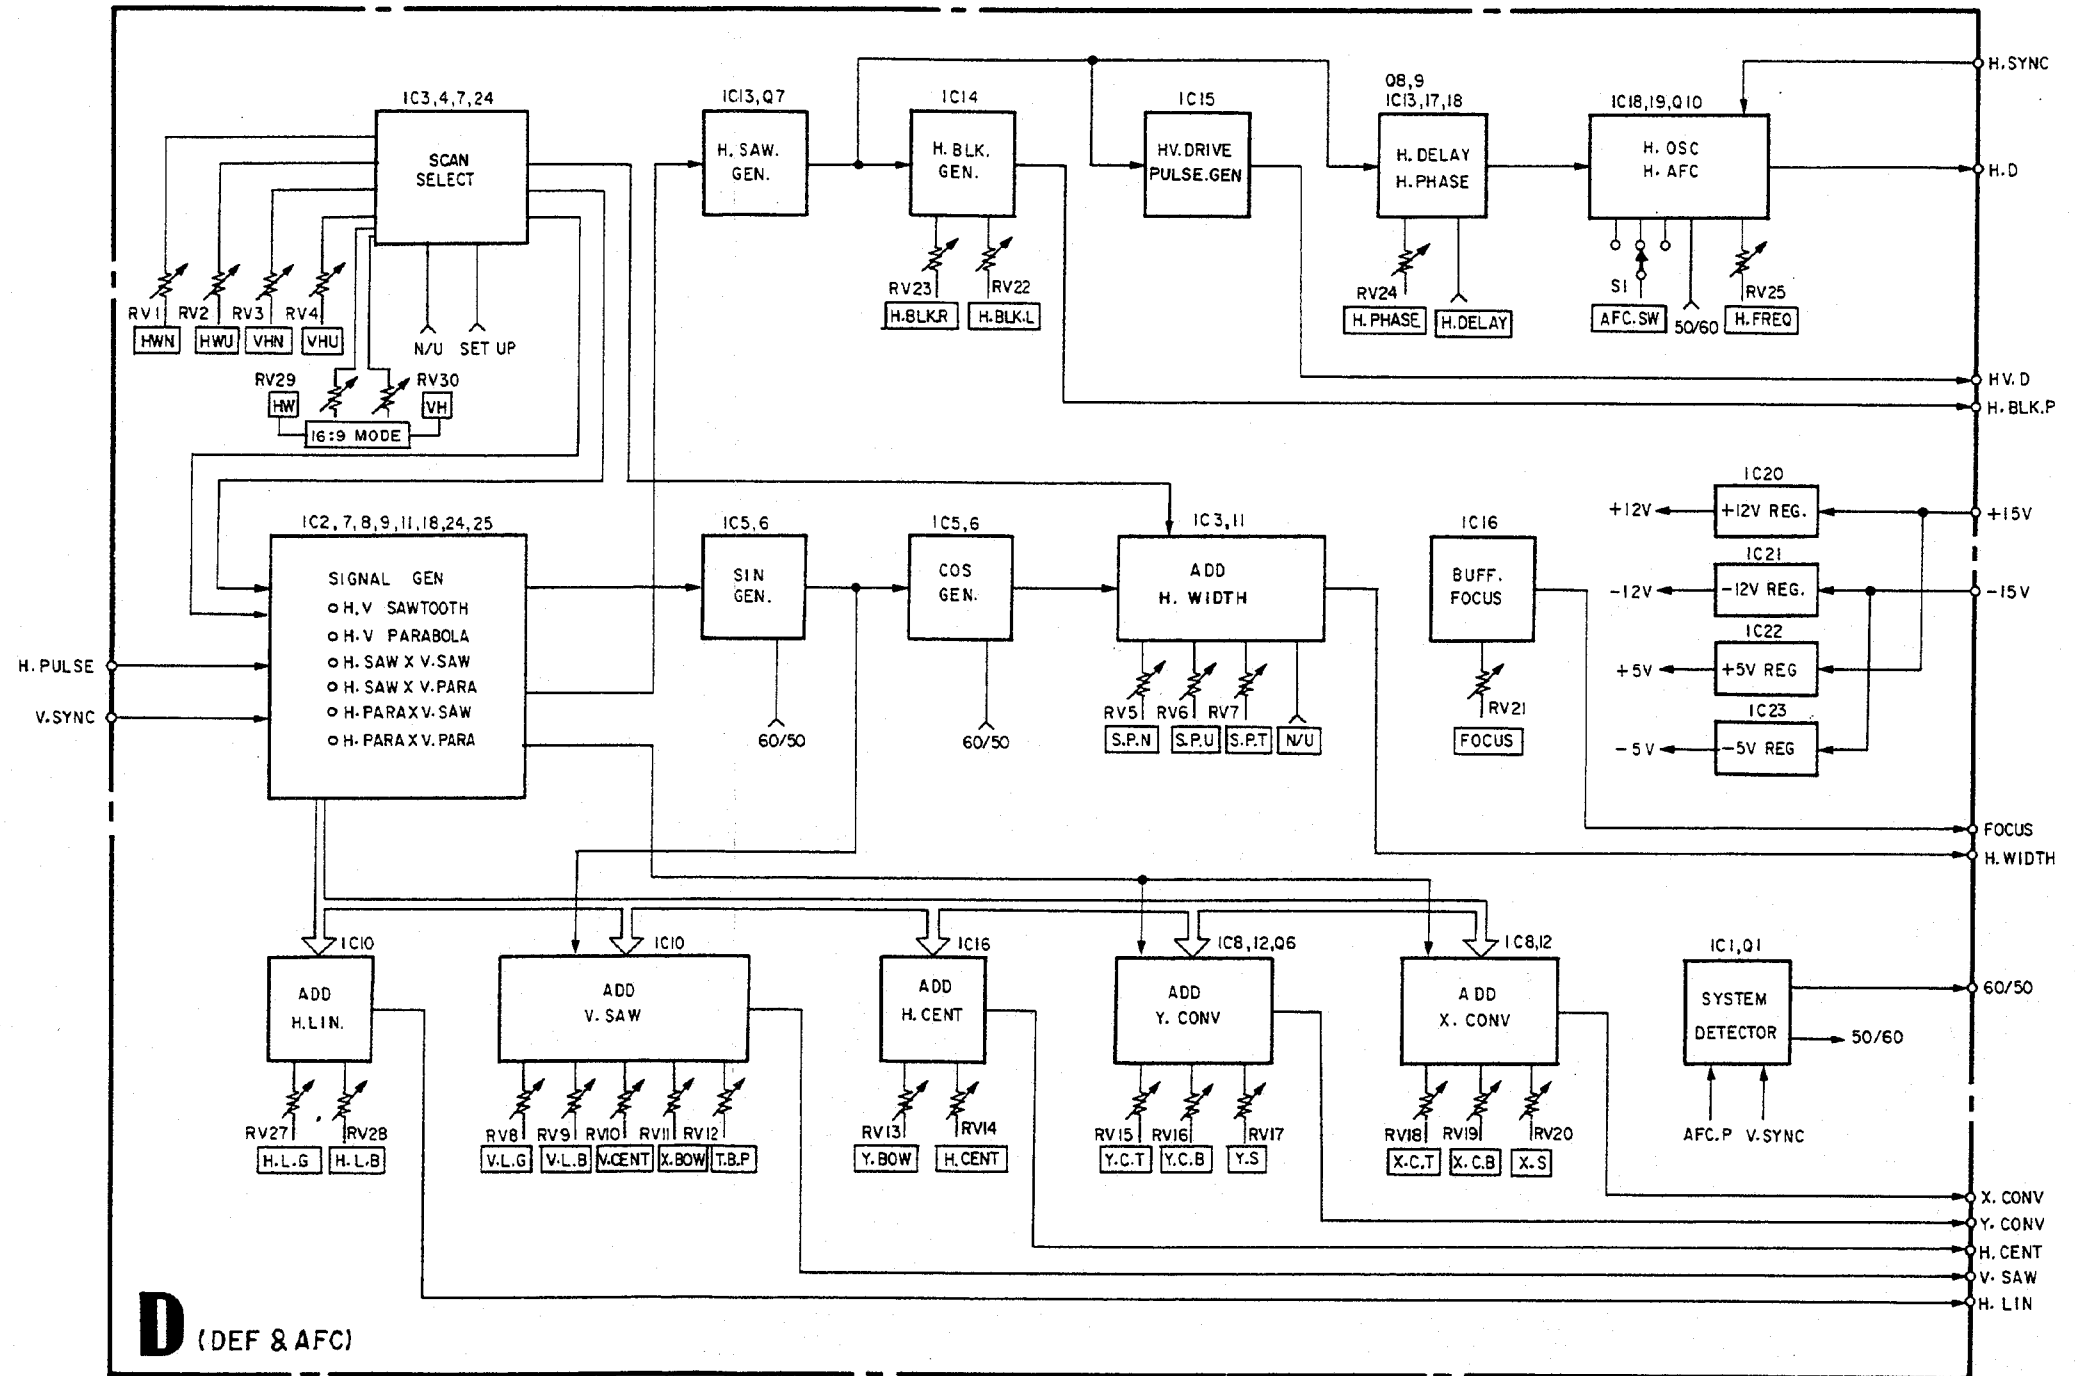 H.SYNC
Q8,9
IC3,4,7,24
IC13,Q7
IC14
IC15
IC13,17,18
IC18,19,Q10
SCAN
SELECT
H. SAW.
GEN.
H. BLK.
GEN.
HV. DRIVE
PULSE.GEN
H. DELAY
H. PHASE
H. OSC
H. AFC
H.D
RV1
RV2
RV3
RV4
HWN
HWU
VHN
VHU
N/U
SET UP
RV23
RV22
H.BLK.R
H.BLK.L
RV24
H.PHASE
H.DELAY
S1
AFC.SW
50/60
RV25
H.FREQ
RV29
RV30
HW
VH
16:9 MODE
HV.D
H.BLK.P
IC2,7,8,9,11,18,24,25
IC5,6
IC5,6
IC3,11
IC16
IC20
+12V
+12V REG.
+15V
IC21
-12V
-12V REG.
-15V
IC22
+5V
+5V REG
IC23
-5V
-5V REG
SIGNAL GEN
H.V SAWTOOTH
H.V PARABOLA
H. SAW X V.SAW
H. SAW X V.PARA
H.PARA X V.SAW
H.PARA X V.PARA
SIN
GEN.
COS
GEN.
ADD
H. WIDTH
BUFF.
FOCUS
H.PULSE
V.SYNC
60/50
60/50
RV5
RV6
RV7
S.P.N
S.P.U
S.P.T
N/U
RV21
FOCUS
FOCUS
H.WIDTH
IC10
IC10
IC16
IC8,12,Q6
IC8,12
IC1,Q1
ADD
H.LIN.
ADD
V.SAW
ADD
H.CENT
ADD
Y. CONV
ADD
X. CONV
SYSTEM
DETECTOR
60/50
50/60
RV27
RV28
H.L.G
H.L.B
RV8
RV9
RV10
RV11
RV12
V.L.G
V.L.B
V.CENT
X.BOW
T.B.P
RV13
RV14
Y.BOW
H.CENT
RV15
RV16
RV17
Y.C.T
Y.C.B
Y.S
RV18
RV19
RV20
X.C.T
X.C.B
X.S
AFC.P
V.SYNC
X. CONV
Y. CONV
H. CENT
V. SAW
H. LIN
D (DEF & AFC)